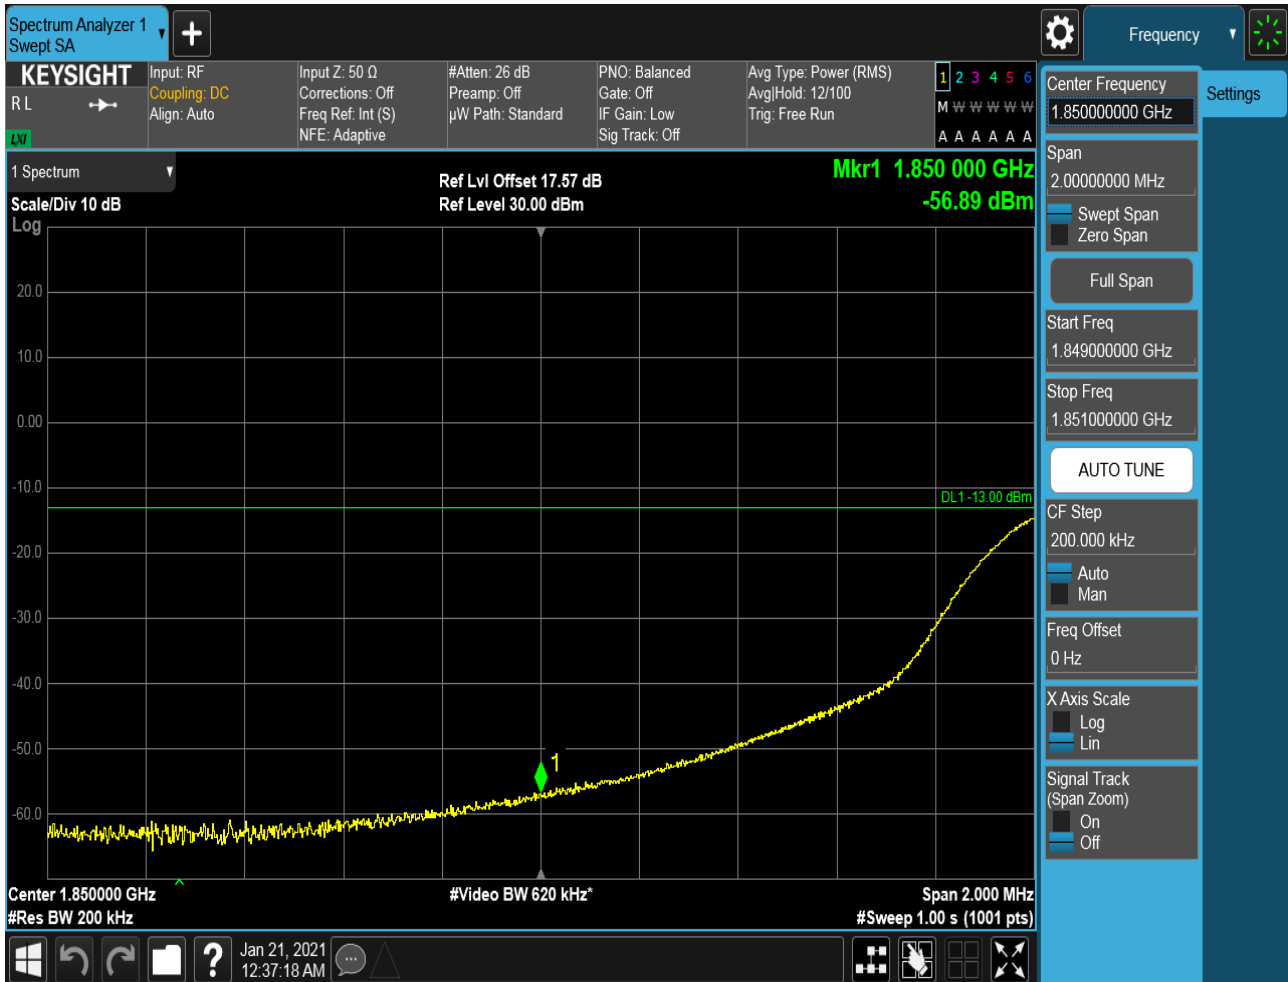 Spectrum Analyzer 1
Swept SA
Frequency
KEYSIGHT
R L
LXI
Input: RF
Coupling: DC
Align: Auto
Input Z: 50 Ω
Corrections: Off
Freq Ref: Int (S)
NFE: Adaptive
#Atten: 26 dB
Preamp: Off
µW Path: Standard
PNO: Balanced
Gate: Off
IF Gain: Low
Sig Track: Off
Avg Type: Power (RMS)
Avg|Hold: 12/100
Trig: Free Run
1 2 3 4 5 6
M W W W W W
A A A A A A
1 Spectrum
Scale/Div 10 dB
Log
Ref Lvl Offset 17.57 dB
Ref Level 30.00 dBm
Mkr1 1.850 000 GHz
-56.89 dBm
20.0
10.0
0.00
-10.0
DL1 -13.00 dBm
-20.0
-30.0
-40.0
-50.0
1
-60.0
Center 1.850000 GHz
#Video BW 620 kHz*
Span 2.000 MHz
#Res BW 200 kHz
#Sweep 1.00 s (1001 pts)
?
Jan 21, 2021
12:37:18 AM
Center Frequency
1.850000000 GHz
Settings
Span
2.00000000 MHz
Swept Span
Zero Span
Full Span
Start Freq
1.849000000 GHz
Stop Freq
1.851000000 GHz
AUTO TUNE
CF Step
200.000 kHz
Auto
Man
Freq Offset
0 Hz
X Axis Scale
Log
Lin
Signal Track
(Span Zoom)
On
Off